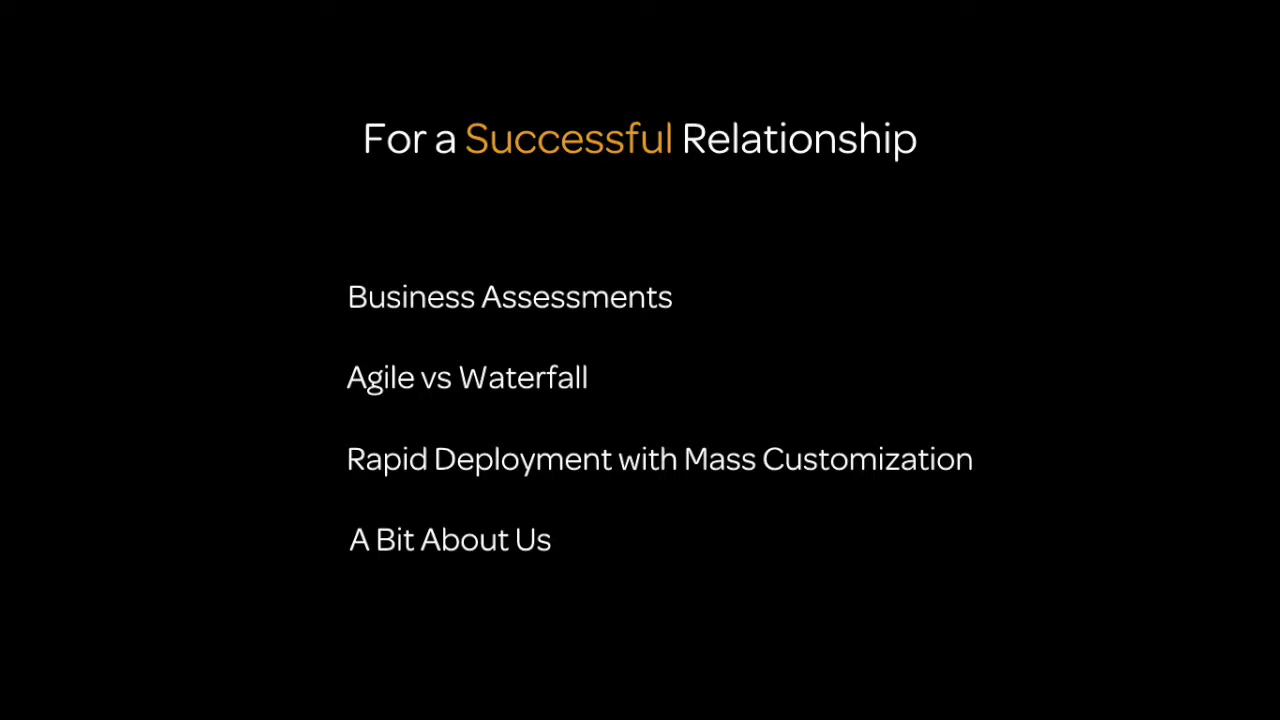 For a Successful Relationship
Business Assessments
Agile vs Waterfall
Rapid Deployment with Mass Customization
A Bit About Us